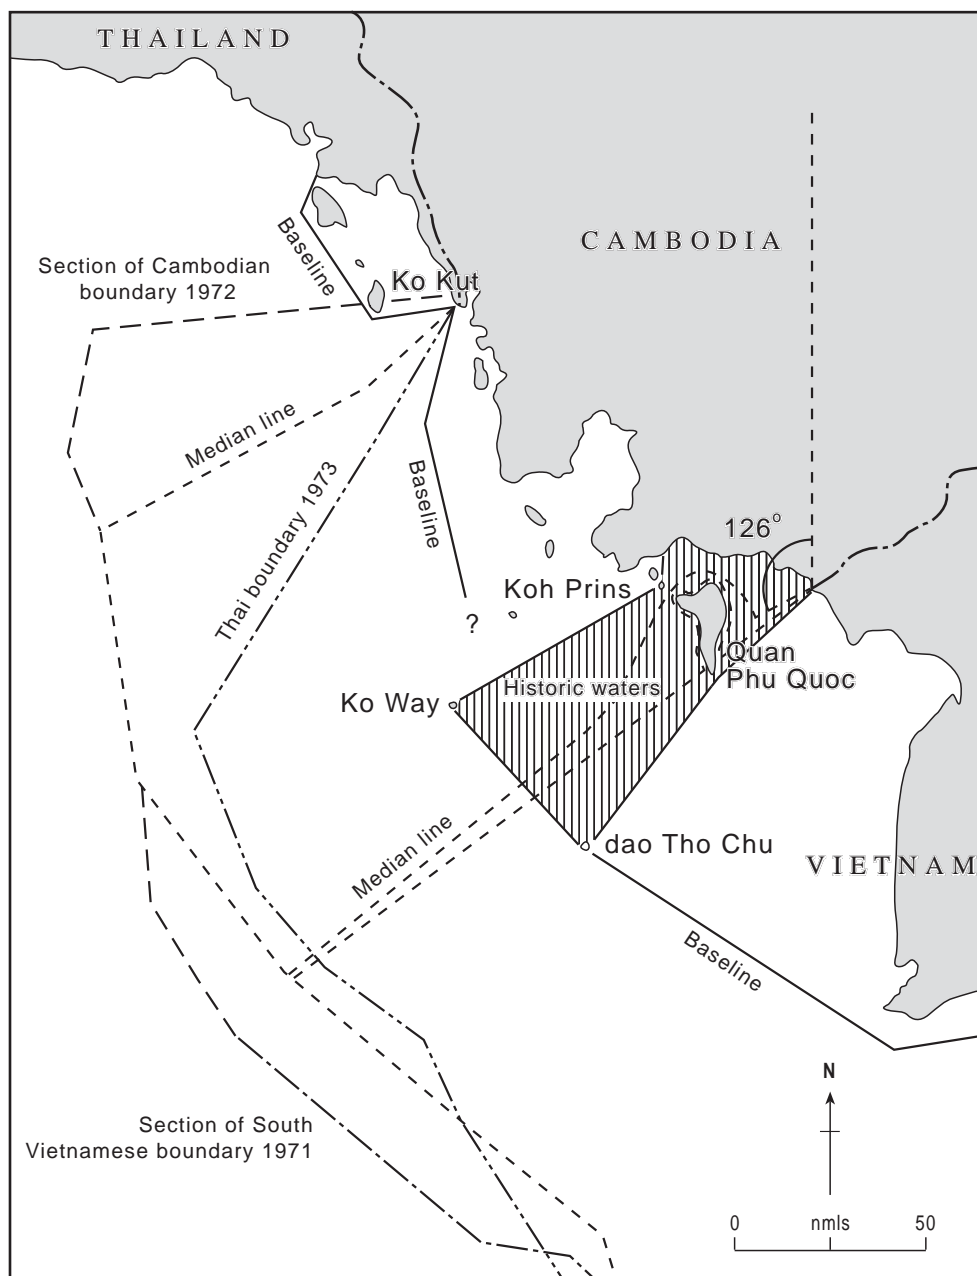 THAILAND
CAMBODIA
Baseline
Section of Cambodian
boundary 1972
Ko Kut
Median line
Thai boundary 1973
Baseline
126°
Koh Prins
?
Quan
Phu Quoc
Historic waters
Ko Way
Median line
dao Tho Chu
VIETNAM
Baseline
Section of South
Vietnamese boundary 1971
N
0 nmls 50